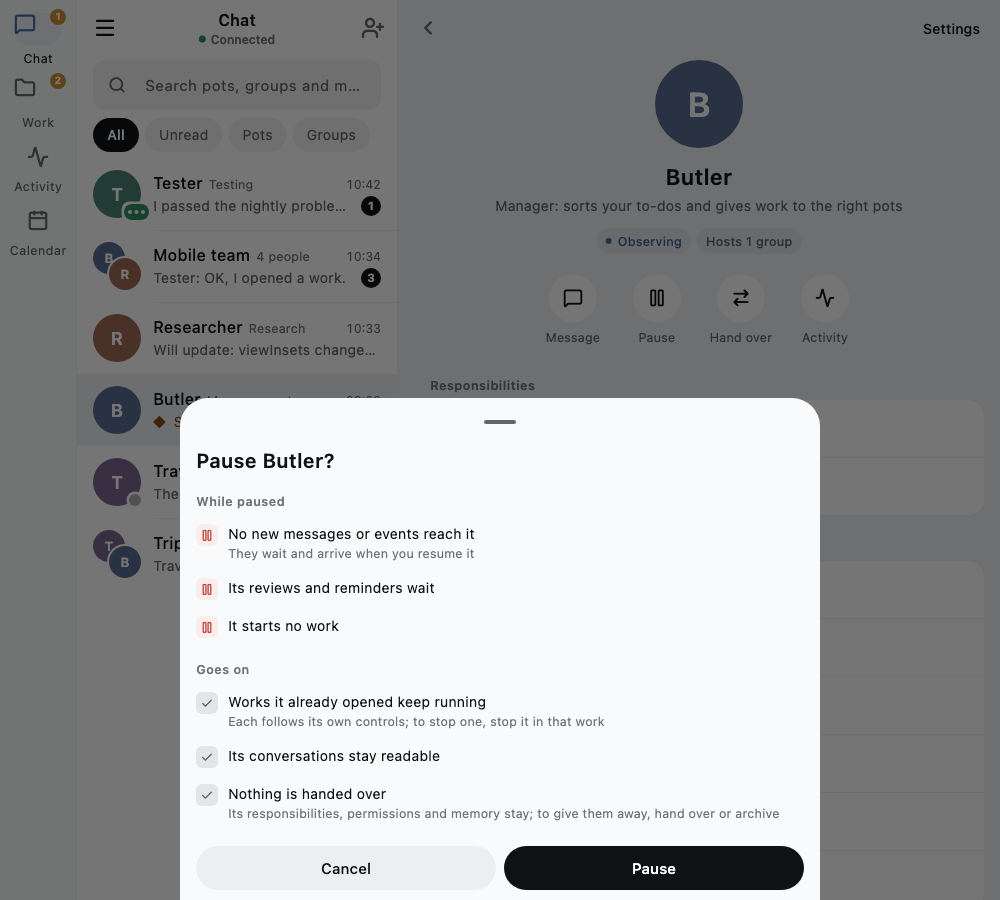 1
Chat
2
Work
Activity
Calendar
Chat
Connected
Search pots, groups and m...
All
Unread
Pots
Groups
T
Tester Testing 10:42
I passed the nightly proble... 1
B
R
Mobile team 4 people 10:34
Tester: OK, I opened a work. 3
R
Researcher Research 10:33
Will update: viewInsets change...
B
Butler
S
T
Tra
The
T
B
Trip
Trav
Settings
B
Butler
Manager: sorts your to-dos and gives work to the right pots
Observing
Hosts 1 group
Message
Pause
Hand over
Activity
Responsibilities
Pause Butler?
While paused
No new messages or events reach it
They wait and arrive when you resume it
Its reviews and reminders wait
It starts no work
Goes on
Works it already opened keep running
Each follows its own controls; to stop one, stop it in that work
Its conversations stay readable
Nothing is handed over
Its responsibilities, permissions and memory stay; to give them away, hand over or archive
Cancel
Pause